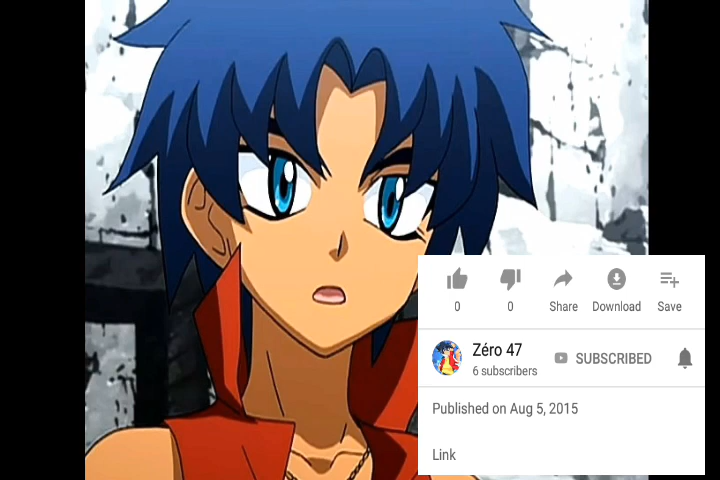 0 0 Share Download Save
Zéro 47 SUBSCRIBED
6 subscribers
Published on Aug 5, 2015
Link